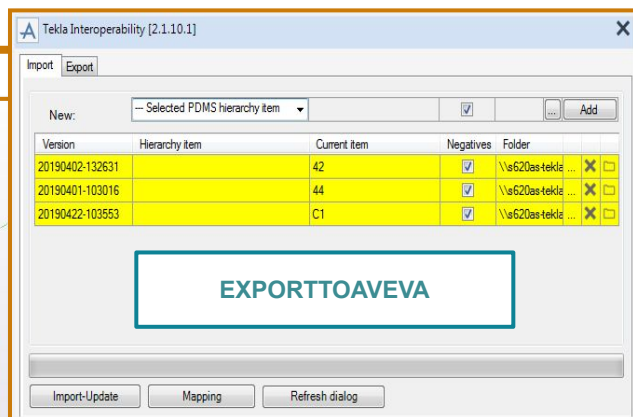 Tekla Interoperability [2.1.10.1]
Import Export
New: --- Selected PDMS hierarchy item ... Add
Version Hierarchy item Current item Negatives Folder
20190402-132631 42 \\s620as-tekla ...
20190401-103016 44 \\s620as-tekla ...
20190422-103553 C1 \\s620as-tekla ...
EXPORTTOAVEVA
Import-Update Mapping Refresh dialog